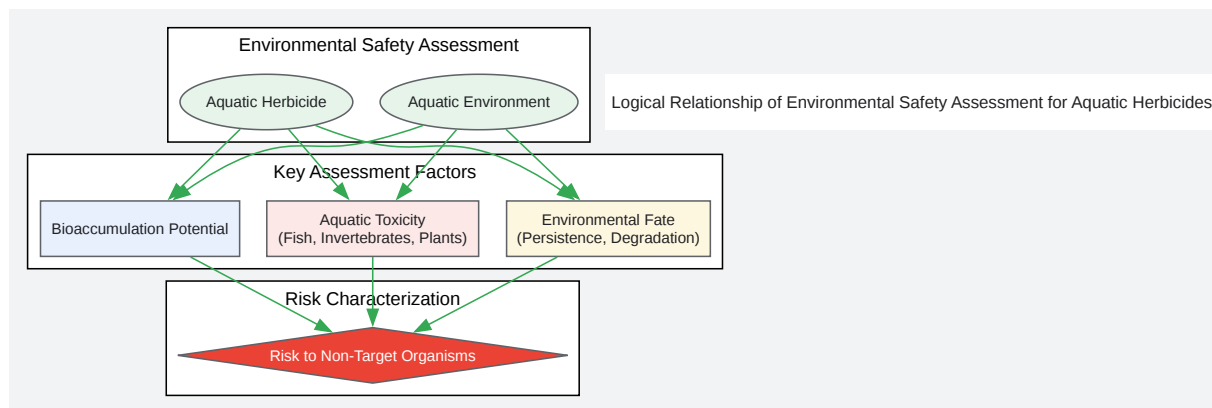 Environmental Safety Assessment
Aquatic Herbicide
Aquatic Environment
Logical Relationship of Environmental Safety Assessment for Aquatic Herbicides
Key Assessment Factors
Bioaccumulation Potential
Aquatic Toxicity
(Fish, Invertebrates, Plants)
Environmental Fate
(Persistence, Degradation)
Risk Characterization
Risk to Non-Target Organisms